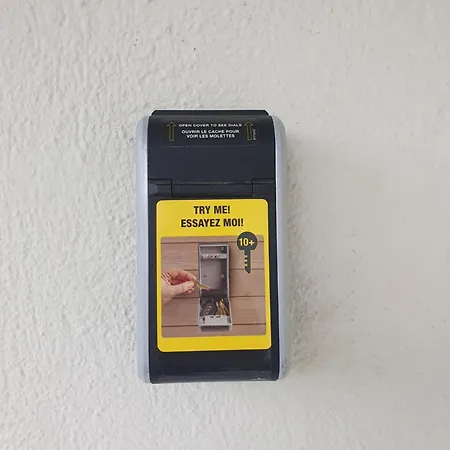 OPEN COVER TO SEE DIALS
OUVRIR LE CACHE POUR
VOIR LES MOLETTES
TRY ME!
ESSAYEZ MOI!
10+